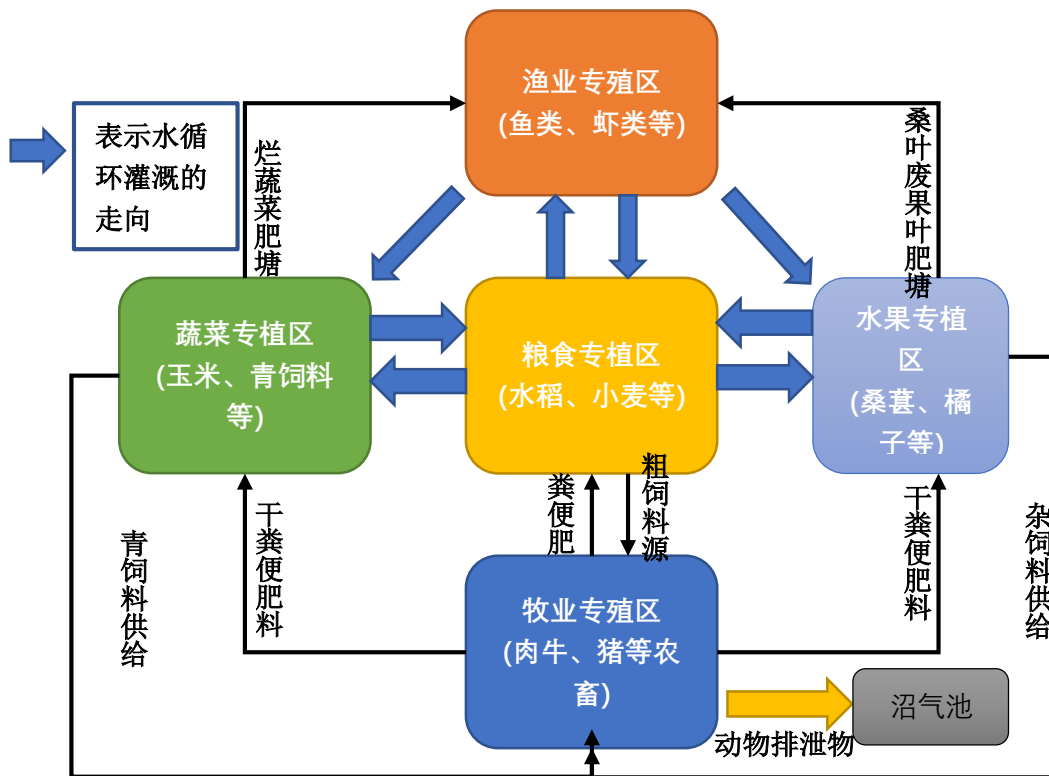 渔业专殖区
(鱼类、虾类等)
表示水循
环灌溉的
走向
烂蔬菜肥塘
桑叶废果叶肥塘
蔬菜专植区
(玉米、青饲料
等)
粮食专植区
(水稻、小麦等)
水果专植
区
(桑葚、橘
子等)
青饲料供给
干粪便肥料
粪便肥
粗饲料源
干粪便肥料
杂饲料供给
牧业专殖区
(肉牛、猪等农
畜)
动物排泄物
沼气池